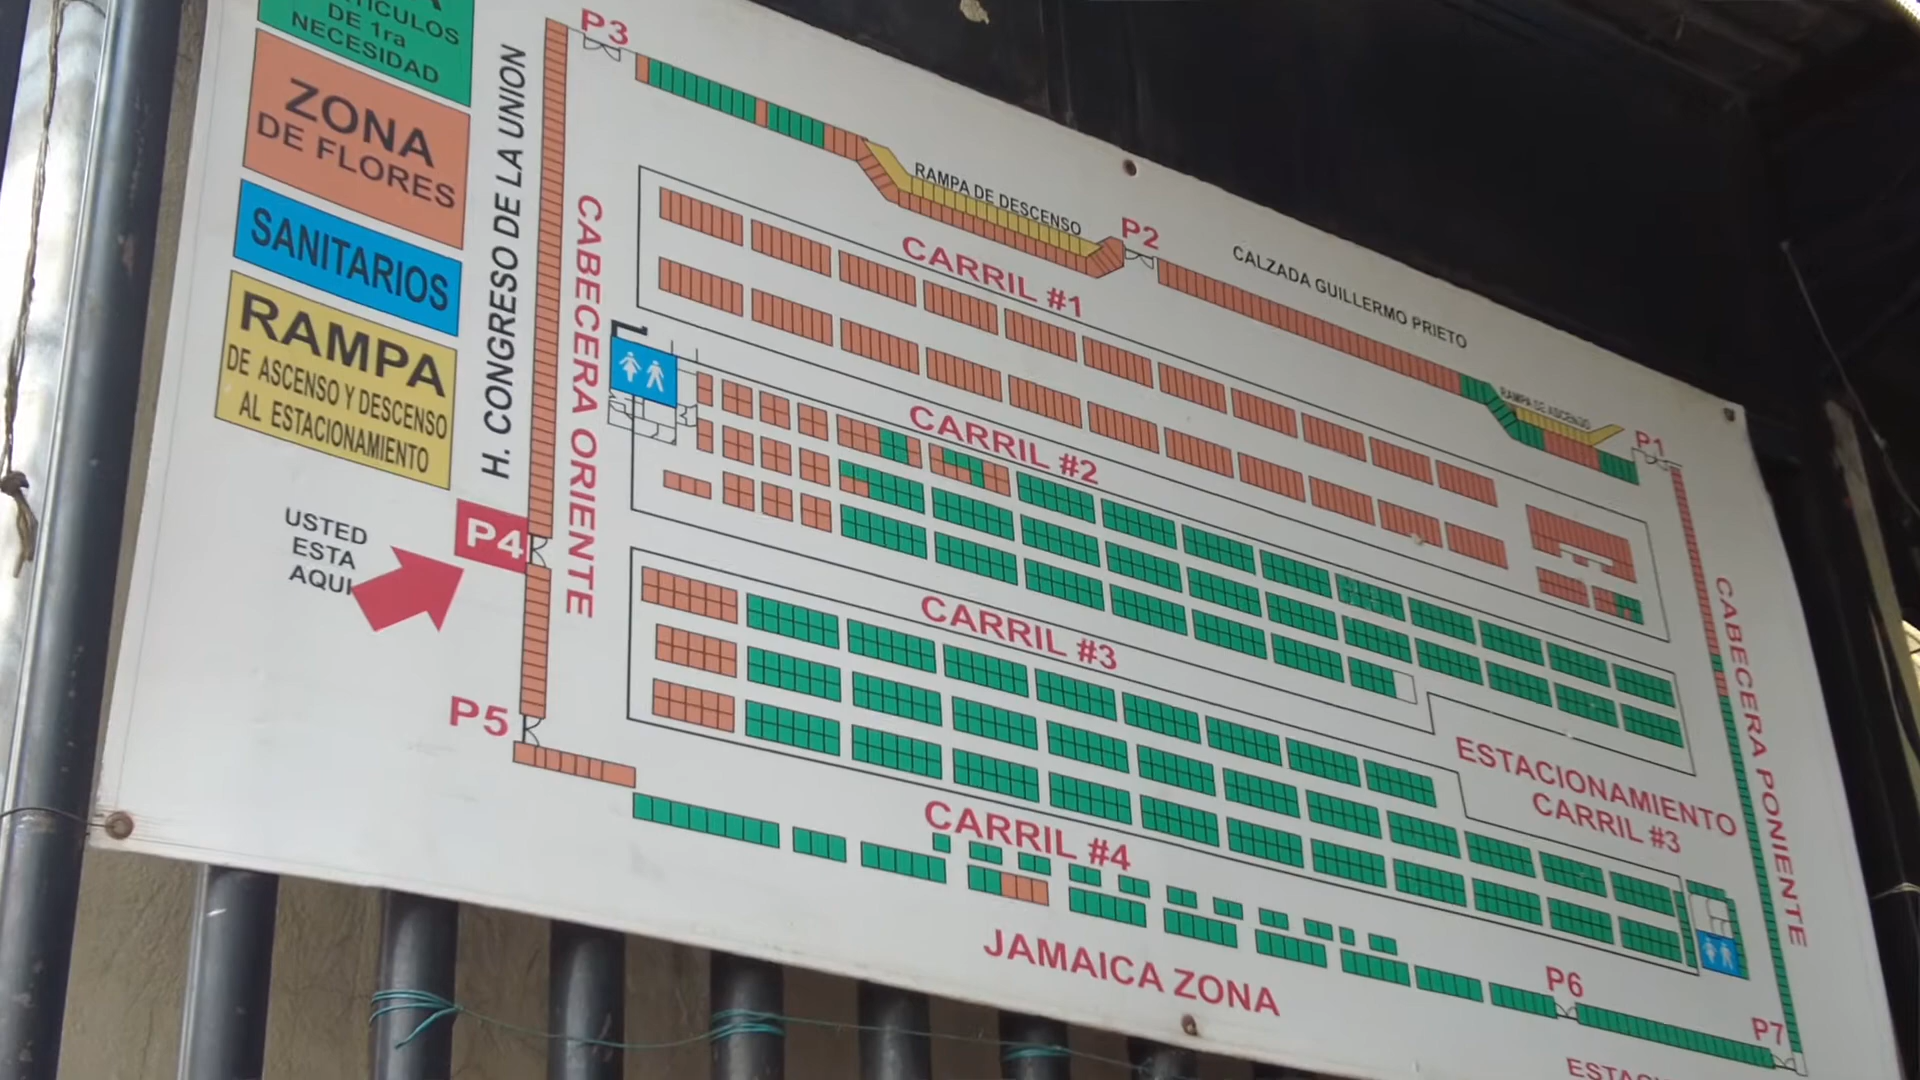 DE 1ra
NECESIDAD
ZONA
DE FLORES
SANITARIOS
RAMPA
DE ASCENSO Y DESCENSO
AL ESTACIONAMIENTO
H. CONGRESO DE LA UNION
USTED
ESTA
AQUI
P4
P3
P5
CABECERA ORIENTE
RAMPA DE DESCENSO
P2
CALZADA GUILLERMO PRIETO
RAMPA DE ASCENSO
P1
CARRIL #1
CARRIL #2
CARRIL #3
CARRIL #4
ESTACIONAMIENTO
CARRIL #3
CABECERA PONIENTE
JAMAICA ZONA
P6
P7